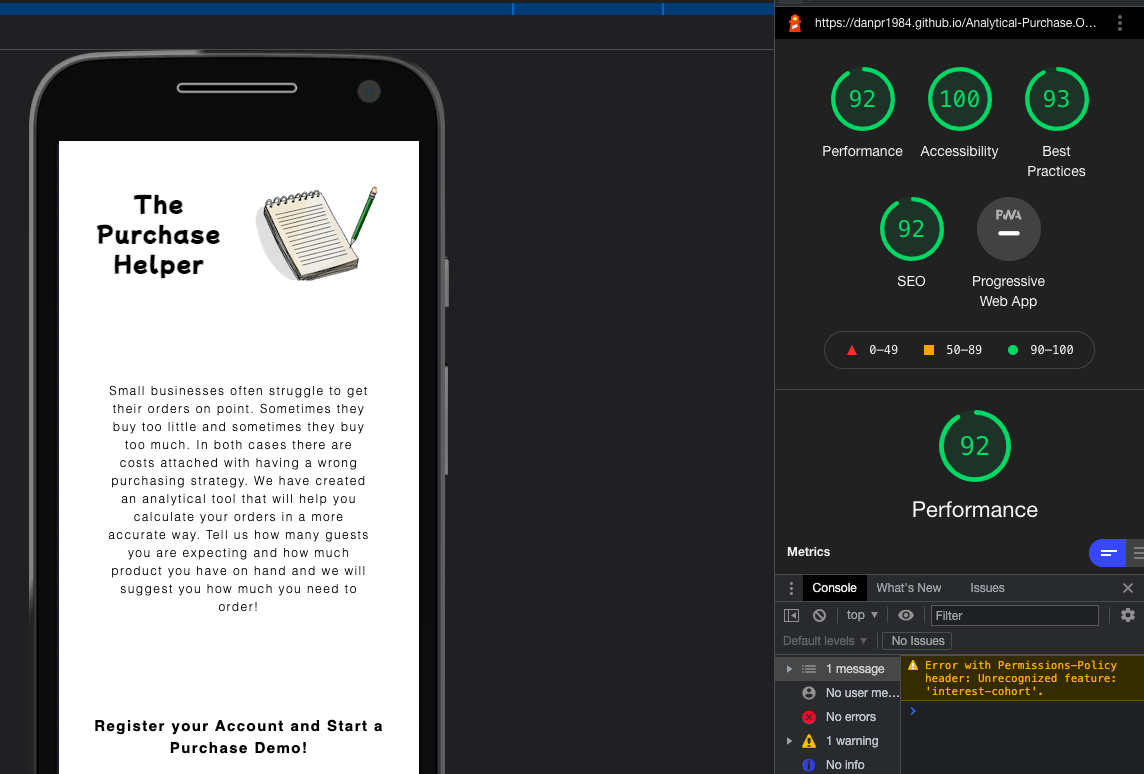 The
Purchase
Helper
Small businesses often struggle to get
their orders on point. Sometimes they
buy too little and sometimes they buy
too much. In both cases there are
costs attached with having a wrong
purchasing strategy. We have created
an analytical tool that will help you
calculate your orders in a more
accurate way. Tell us how many guests
you are expecting and how much
product you have on hand and we will
suggest you how much you need to
order!
Register your Account and Start a
Purchase Demo!
https://danpr1984.github.io/Analytical-Purchase.O...
92 100 93
Performance Accessibility Best
Practices
92 PWA
SEO Progressive
Web App
0–49 50–89 90–100
92
Performance
Metrics
Console What's New Issues
top Filter
Default levels No Issues
1 message
No user me...
No errors
1 warning
No info
Error with Permissions-Policy
header: Unrecognized feature:
'interest-cohort'.